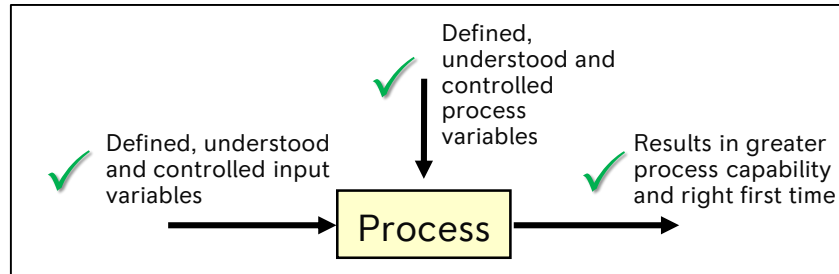 Defined,
understood and
controlled
process
variables
Defined, understood
and controlled input
variables
Results in greater
process capability
and right first time
Process